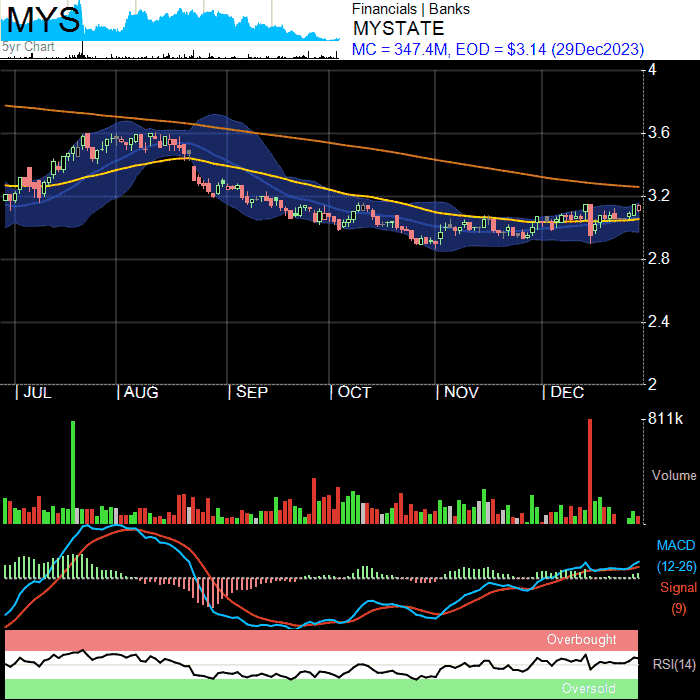 MYS
5yr Chart
Financials | Banks
MYSTATE
MC = 347.4M, EOD = $3.14 (29Dec2023)
4
3.6
3.2
2.8
2.4
2
| JUL | AUG | SEP | OCT | NOV | DEC
811k
Volume
MACD
(12-26)
Signal
(9)
Overbought
RSI(14)
Oversold